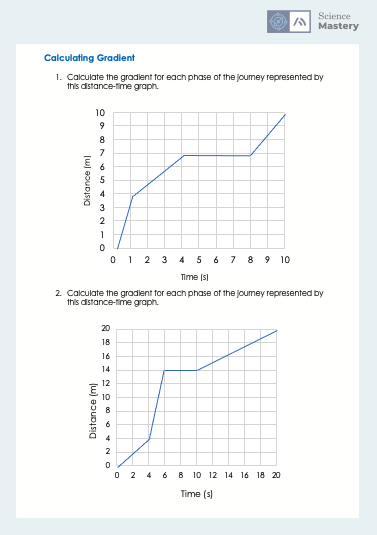 Science
Mastery
Calculating Gradient
1. Calculate the gradient for each phase of the journey represented by
this distance-time graph.
10
9
8
7
6
5
4
3
2
1
0
Distance (m)
0 1 2 3 4 5 6 7 8 9 10
Time (s)
2. Calculate the gradient for each phase of the journey represented by
this distance-time graph.
20
18
16
14
12
10
8
6
4
2
0
Distance (m)
0 2 4 6 8 10 12 14 16 18 20
Time (s)